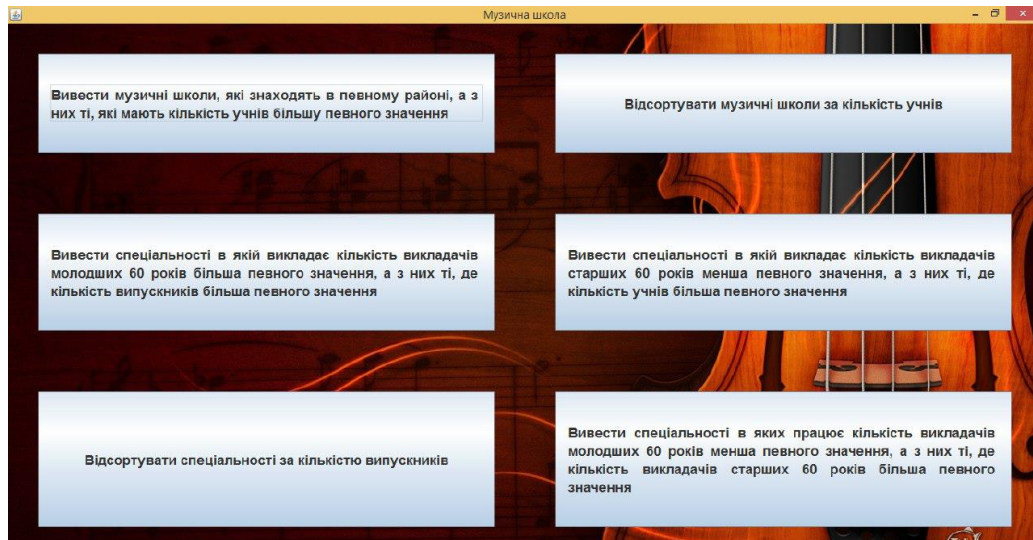 Музична школа
Вивести музичні школи, які знаходять в певному районі, а з
них ті, які мають кількість учнів більшу певного значення
Відсортувати музичні школи за кількість учнів
Вивести спеціальності в якій викладає кількість викладачів
молодших 60 років більша певного значення, а з них ті, де
кількість випускників більша певного значення
Вивести спеціальності в якій викладає кількість викладачів
старших 60 років менша певного значення, а з них ті, де
кількість учнів більша певного значення
Відсортувати спеціальності за кількістю випускників
Вивести спеціальності в яких працює кількість викладачів
молодших 60 років менша певного значення, а з них ті, де
кількість викладачів старших 60 років більша певного
значення